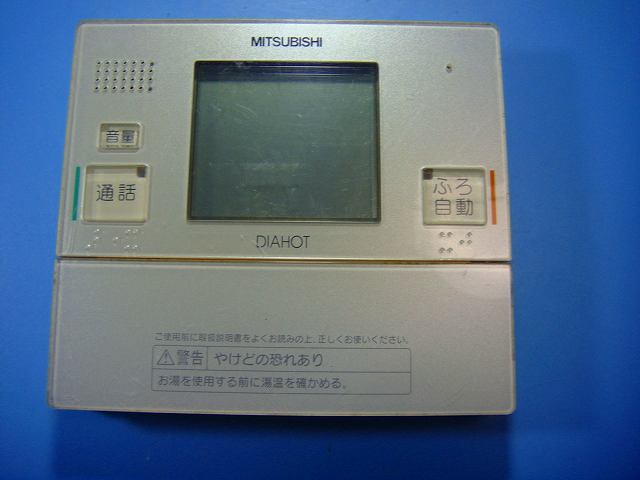 MITSUBISHI
音量
通話
ふろ
自動
DIAHOT
ご使用前に取扱説明書をよくお読みの上、正しくお使いください。
警告 やけどの恐れあり
お湯を使用する前に湯温を確かめる。